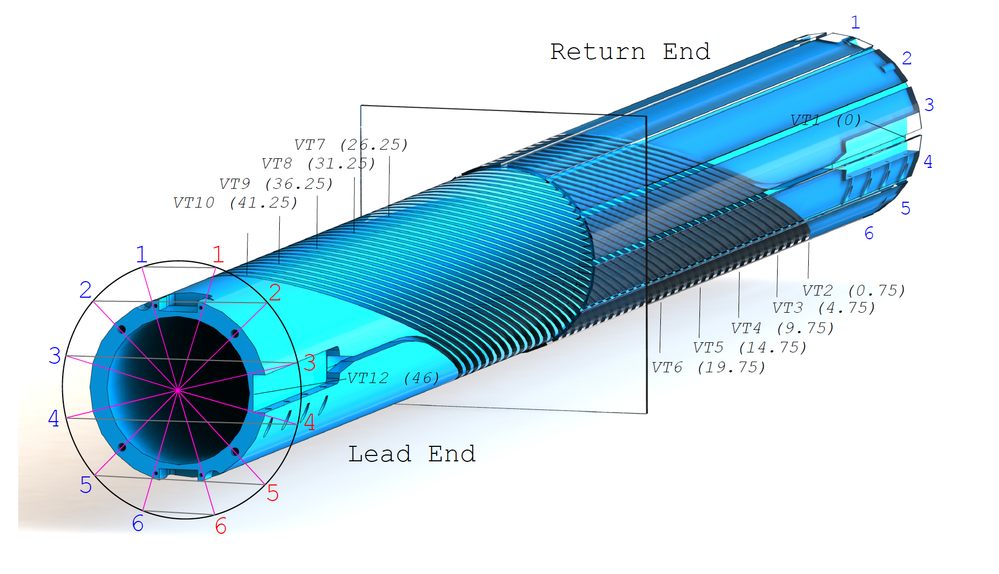 1
Return End
2
3
VT1 (0)
VT7 (26.25)
4
VT8 (31.25)
VT9 (36.25)
VT10 (41.25)
5
6
1
1
2
2
VT2 (0.75)
VT3 (4.75)
VT4 (9.75)
VT5 (14.75)
3
3
VT6 (19.75)
VT12 (46)
4
4
Lead End
5
5
6
6